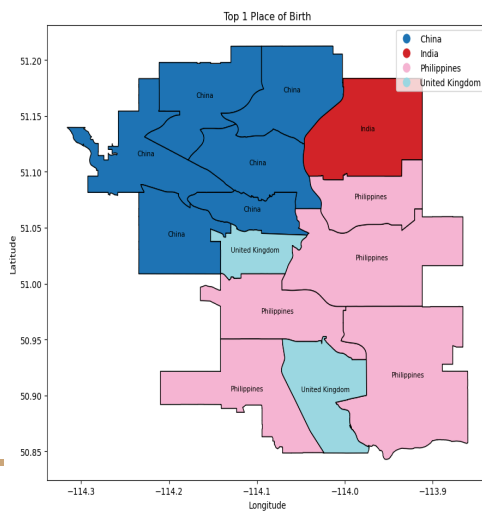 Top 1 Place of Birth
China
India
Philippines
United Kingdom
51.20
51.15
51.10
51.05
51.00
50.95
50.90
50.85
Latitude
China
China
India
China
China
Philippines
China
China
United Kingdom
Philippines
Philippines
Philippines
United Kingdom
Philippines
−114.3
−114.2
−114.1
−114.0
−113.9
Longitude